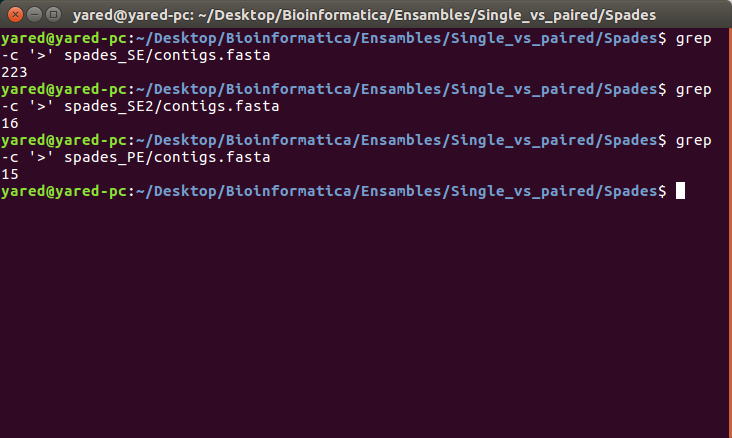 yared@yared-pc: ~/Desktop/Bioinformatica/Ensambles/Single_vs_paired/Spades
yared@yared-pc:~/Desktop/Bioinformatica/Ensambles/Single_vs_paired/Spades$ grep
-c '>' spades_SE/contigs.fasta
223
yared@yared-pc:~/Desktop/Bioinformatica/Ensambles/Single_vs_paired/Spades$ grep
-c '>' spades_SE2/contigs.fasta
16
yared@yared-pc:~/Desktop/Bioinformatica/Ensambles/Single_vs_paired/Spades$ grep
-c '>' spades_PE/contigs.fasta
15
yared@yared-pc:~/Desktop/Bioinformatica/Ensambles/Single_vs_paired/Spades$